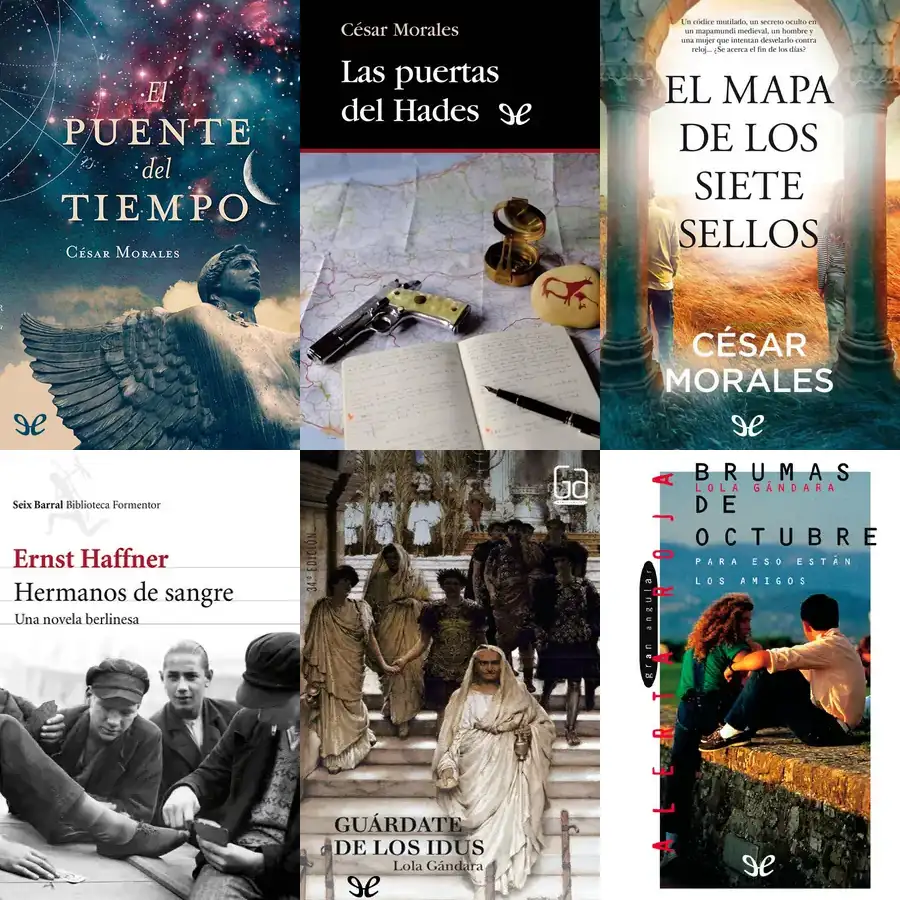 El
PUENTE
del
TIEMPO
CÉSAR MORALES
César Morales
Las puertas
del Hades
Un códice mutilado, un secreto oculto en
un mapamundi medieval, un hombre y
una mujer que intentan desvelarlo contra
reloj... ¿Se acerca el fin de los días?
EL MAPA
DE LOS
SIETE
SELLOS
CÉSAR
MORALES
Seix Barral Biblioteca Formentor
Ernst Haffner
Hermanos de sangre
Una novela berlinesa
Gd
34ª EDICIÓN
GUÁRDATE
DE LOS IDUS
Lola Gándara
BRUMAS
LOLA GÁNDARA
DE
OCTUBRE
PARA ESO ESTÁN
LOS AMIGOS
gran angular
ALERTA ROJA